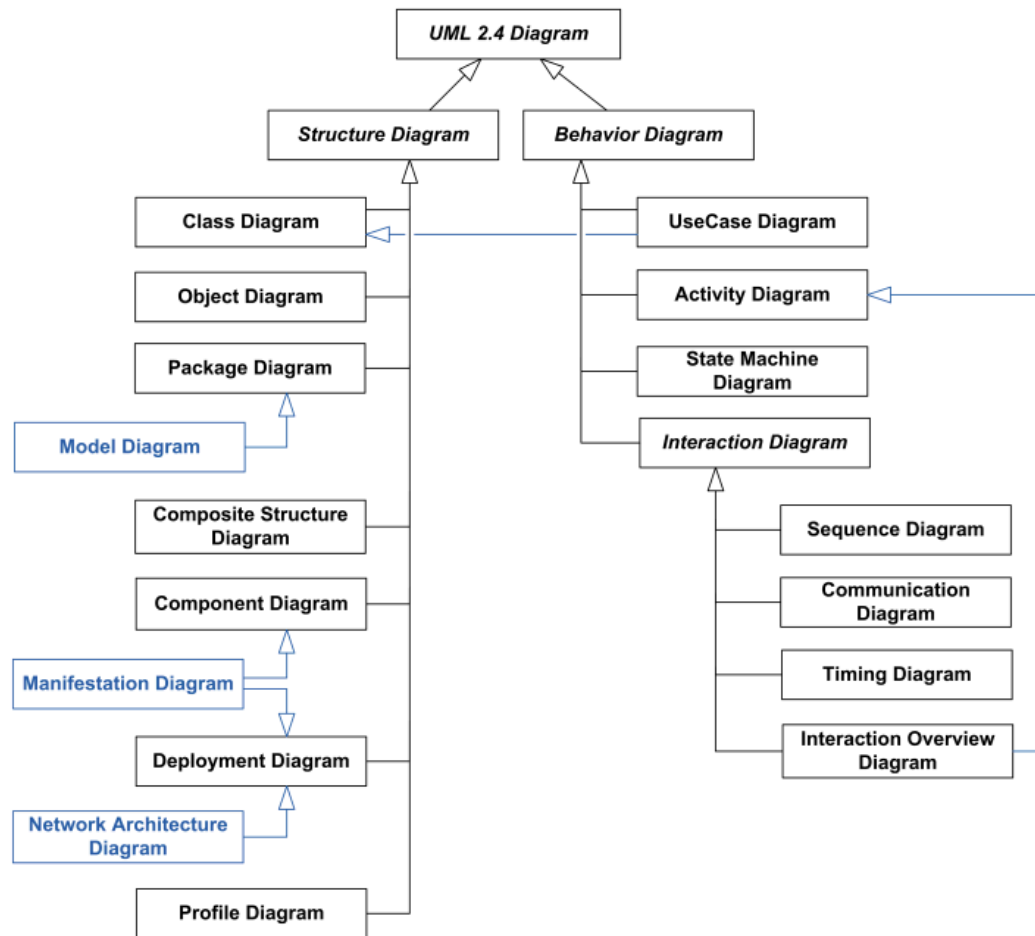 UML 2.4 Diagram
Structure Diagram
Behavior Diagram
Class Diagram
UseCase Diagram
Object Diagram
Activity Diagram
Package Diagram
State Machine
Diagram
Model Diagram
Interaction Diagram
Composite Structure
Diagram
Sequence Diagram
Component Diagram
Communication
Diagram
Manifestation Diagram
Timing Diagram
Deployment Diagram
Interaction Overview
Diagram
Network Architecture
Diagram
Profile Diagram